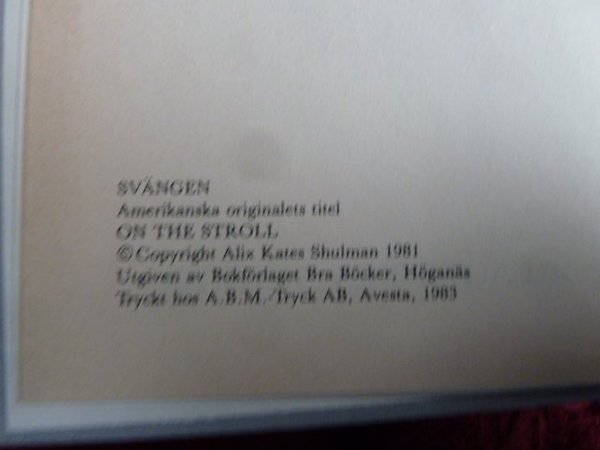 SVÄNGEN
Amerikanska originalets titel
ON THE STROLL
© Copyright Alix Kates Shulman 1981
Utgiven av Bokförlaget Bra Böcker, Höganäs
Tryckt hos A.B.M.-Tryck AB, Avesta, 1983